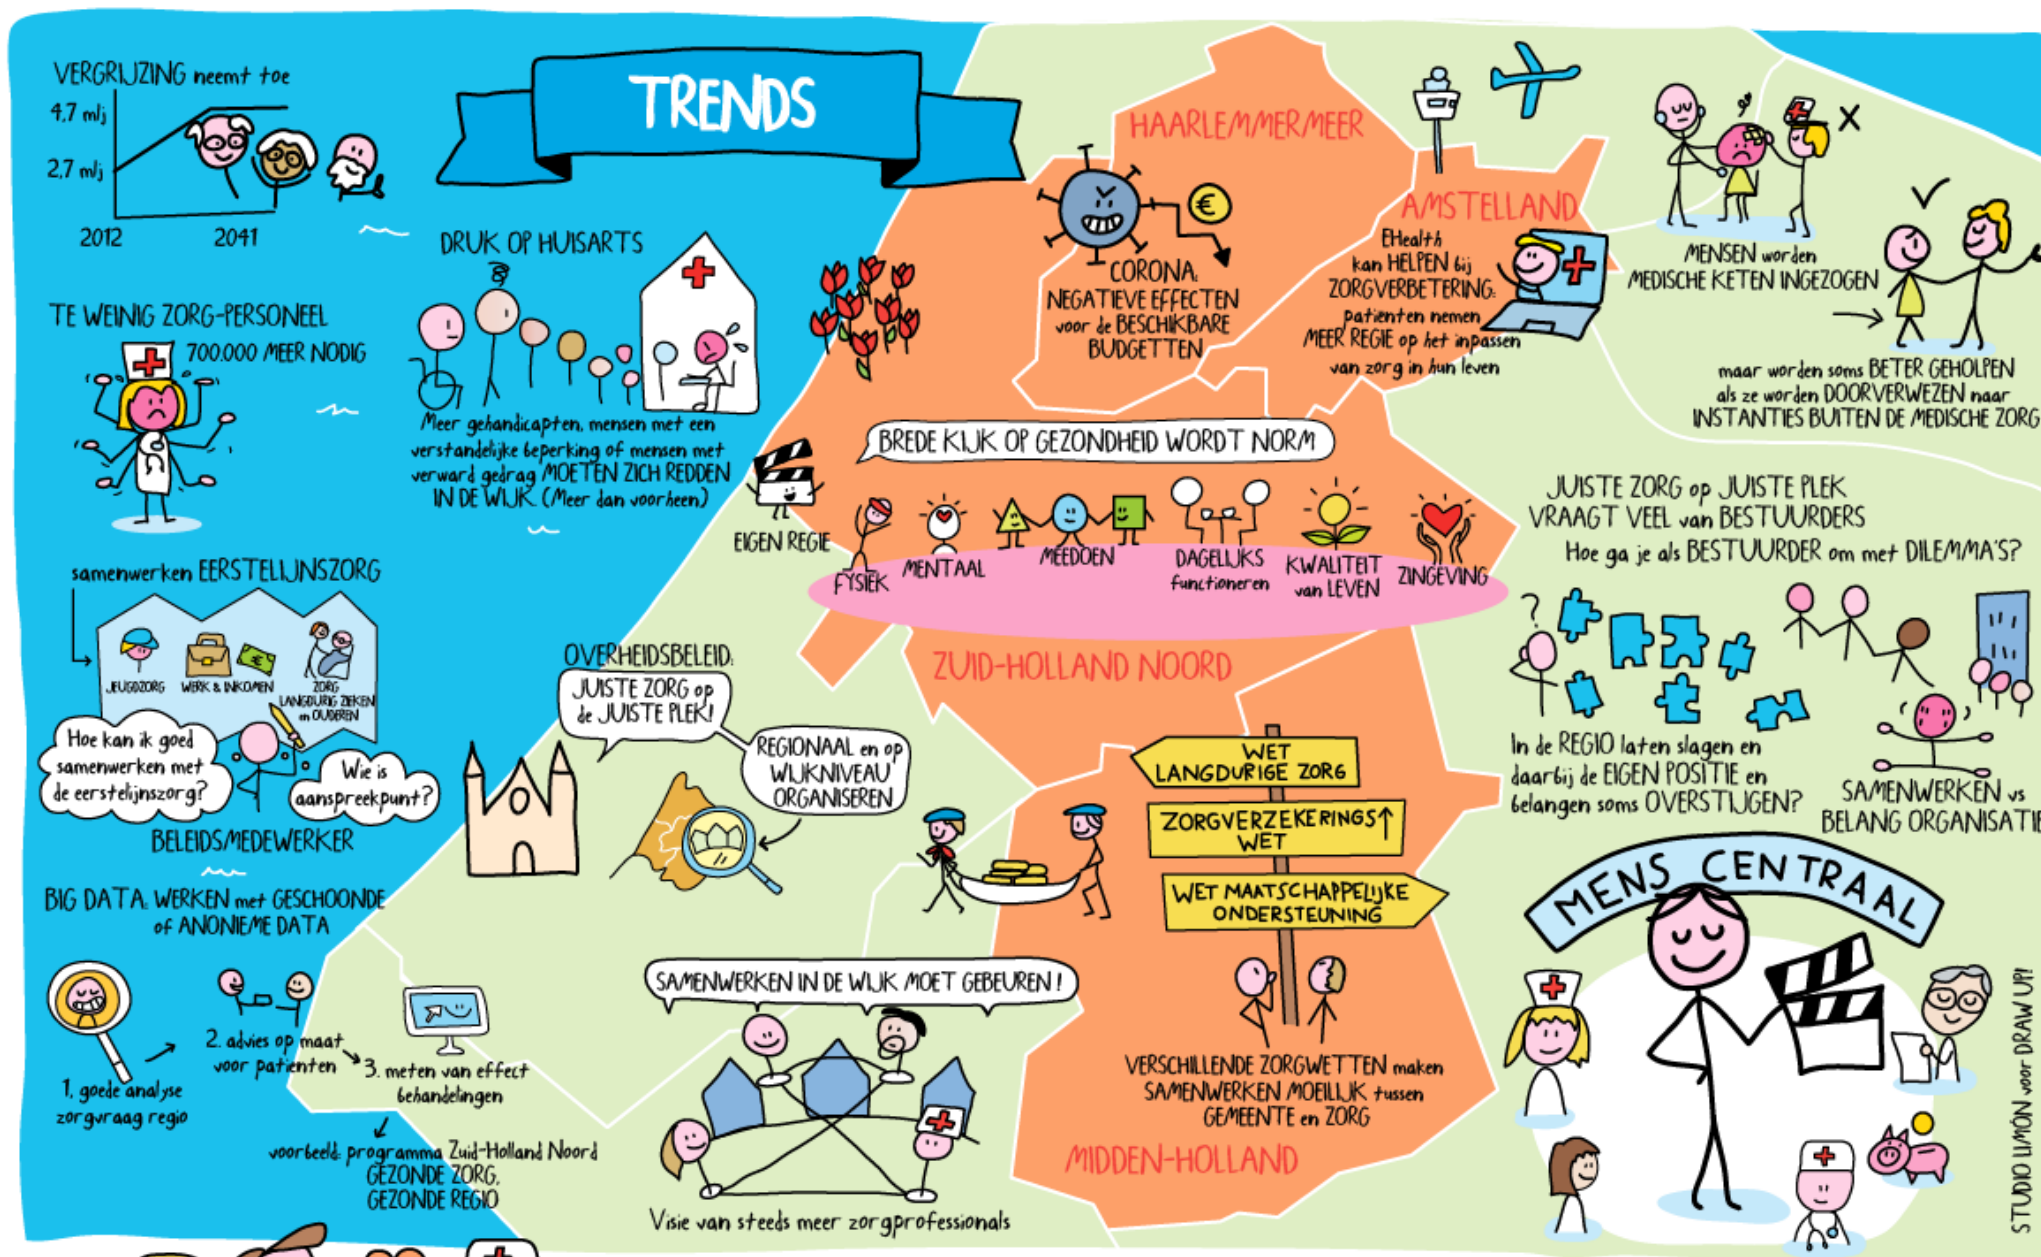 TRENDS
VERGRIJZING neemt toe
4,7 mlj
2,7 mlj
2012
2041
TE WEINIG ZORG-PERSONEEL
700.000 MEER NODIG
DRUK OP HUISARTS
Meer gehandicapten, mensen met een
verstandelijke beperking of mensen met
verward gedrag MOETEN ZICH REDDEN
IN DE WIJK (Meer dan voorheen)
samenwerken EERSTELIJNSZORG
JEUGDZORG
WERK & INKOMEN
ZORG
LANGDURIG ZIEKEN
en OUDEREN
Hoe kan ik goed
samenwerken met
de eerstelijnszorg?
Wie is
aanspreekpunt?
BELEIDSMEDEWERKER
BIG DATA: WERKEN met GESCHOONDE
of ANONIEME DATA
1. goede analyse
zorgvraag regio
2. advies op maat
voor patienten
3. meten van effect
behandelingen
voorbeeld: programma Zuid-Holland Noord
GEZONDE ZORG,
GEZONDE REGIO
HAARLEMMERMEER
CORONA:
NEGATIEVE EFFECTEN
voor de BESCHIKBARE
BUDGETTEN
€
AMSTELLAND
EHealth
kan HELPEN bij
ZORGVERBETERING:
patienten nemen
MEER REGIE op het inpassen
van zorg in hun leven
MENSEN worden
MEDISCHE KETEN INGEZOGEN
maar worden soms BETER GEHOLPEN
als ze worden DOORVERWEZEN naar
INSTANTIES BUITEN DE MEDISCHE ZORG
BREDE KIJK OP GEZONDHEID WORDT NORM
EIGEN REGIE
FYSIEK
MENTAAL
MEEDOEN
DAGELIJKS
functioneren
KWALITEIT
van LEVEN
ZINGEVING
ZUID-HOLLAND NOORD
OVERHEIDSBELEID:
JUISTE ZORG op
de JUISTE PLEK!
REGIONAAL en op
WIJKNIVEAU
ORGANISEREN
SAMENWERKEN IN DE WIJK MOET GEBEUREN!
Visie van steeds meer zorgprofessionals
WET
LANGDURIGE ZORG
ZORGVERZEKERINGS
WET
WET MAATSCHAPPELIJKE
ONDERSTEUNING
VERSCHILLENDE ZORGWETTEN maken
SAMENWERKEN MOEILIJK tussen
GEMEENTE en ZORG
MIDDEN-HOLLAND
JUISTE ZORG op JUISTE PLEK
VRAAGT VEEL van BESTUURDERS
Hoe ga je als BESTUURDER om met DILEMMA'S?
?
In de REGIO laten slagen en
daarbij de EIGEN POSITIE en
belangen soms OVERSTIJGEN?
SAMENWERKEN vs
BELANG ORGANISATIE
MENS CENTRAAL
STUDIO LIMÓN voor DRAW UP!